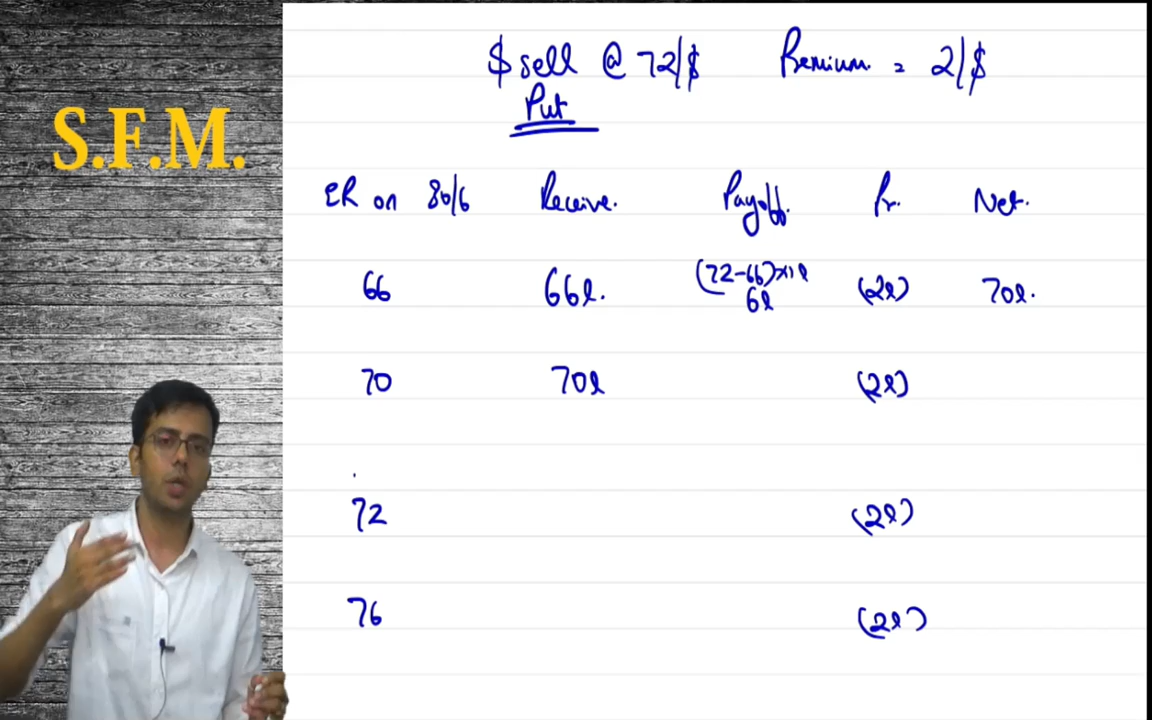 S.F.M.
$ sell @ 72/$ Premium = 2/$
Put
ER on 30/6 Receive. Payoff. Pr. Net.
66 66l. (72-66)×1l (2l) 70l.
6l
70 70l (2l)
72 (2l)
76 (2l)